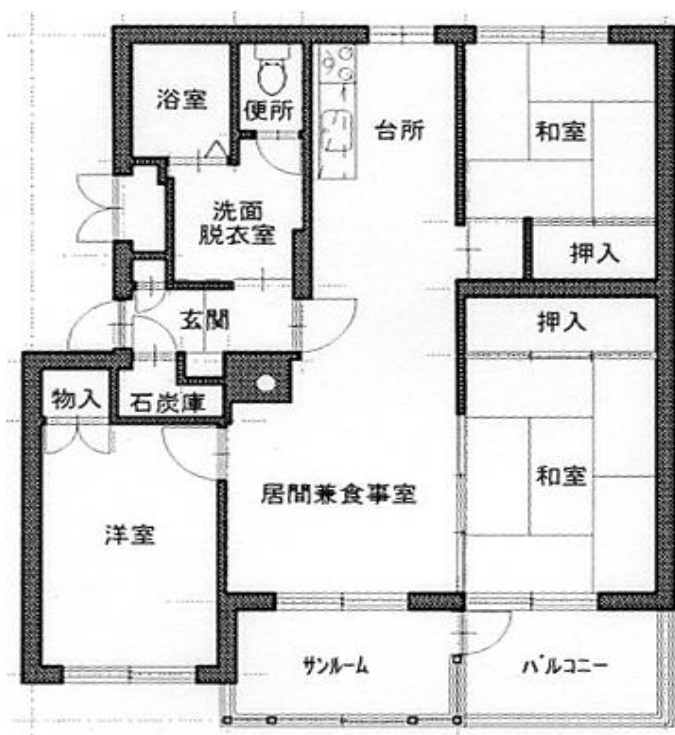 浴室
便所
台所
和室
洗面
脱衣室
押入
玄関
押入
物入
石炭庫
居間兼食事室
和室
洋室
サンルーム
バルコニー